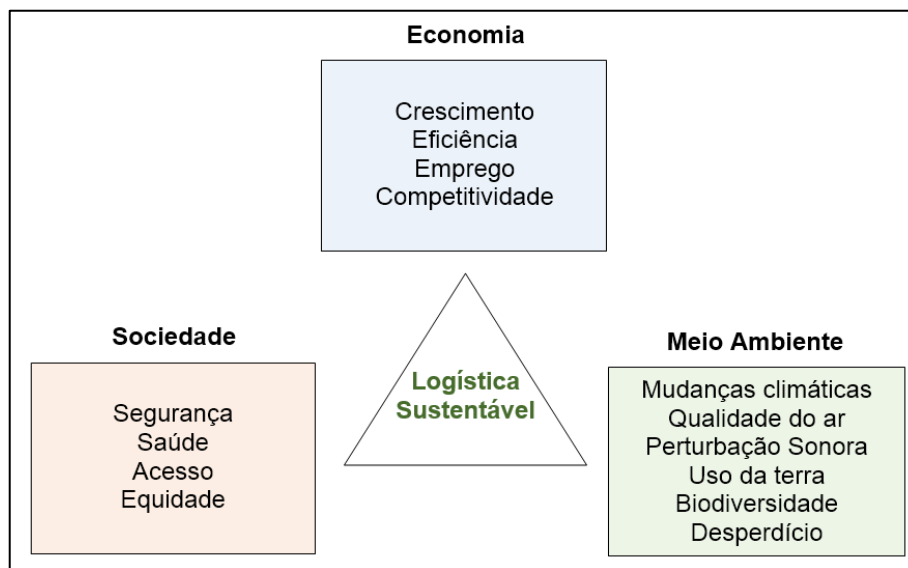 Economia
Crescimento
Eficiência
Emprego
Competitividade
Sociedade
Segurança
Saúde
Acesso
Equidade
Logística
Sustentável
Meio Ambiente
Mudanças climáticas
Qualidade do ar
Perturbação Sonora
Uso da terra
Biodiversidade
Desperdício